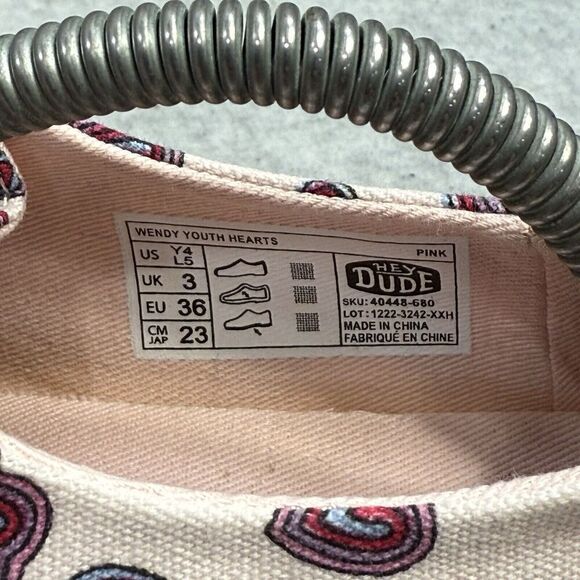 WENDY YOUTH HEARTS PINK
US Y4 L5
UK 3
EU 36
CM JAP 23
HEY DUDE
SKU: 40448-680
LOT: 1222-3242-XXH
MADE IN CHINA
FABRIQUÉ EN CHINE